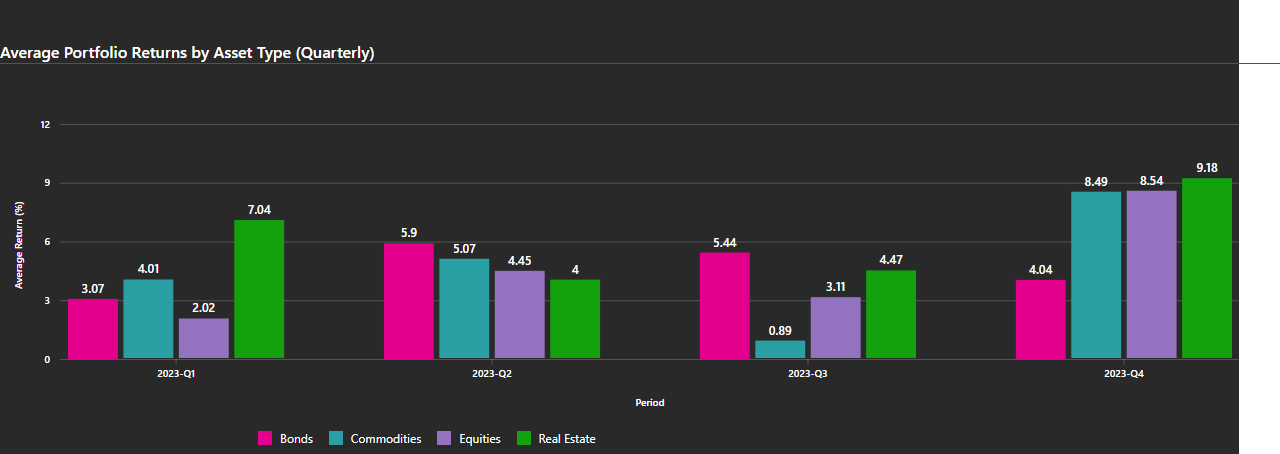 Average Portfolio Returns by Asset Type (Quarterly)
12
9
6
3
0
Average Return (%)
3.07
4.01
2.02
7.04
5.9
5.07
4.45
4
5.44
0.89
3.11
4.47
4.04
8.49
8.54
9.18
2023-Q1
2023-Q2
2023-Q3
2023-Q4
Period
Bonds
Commodities
Equities
Real Estate